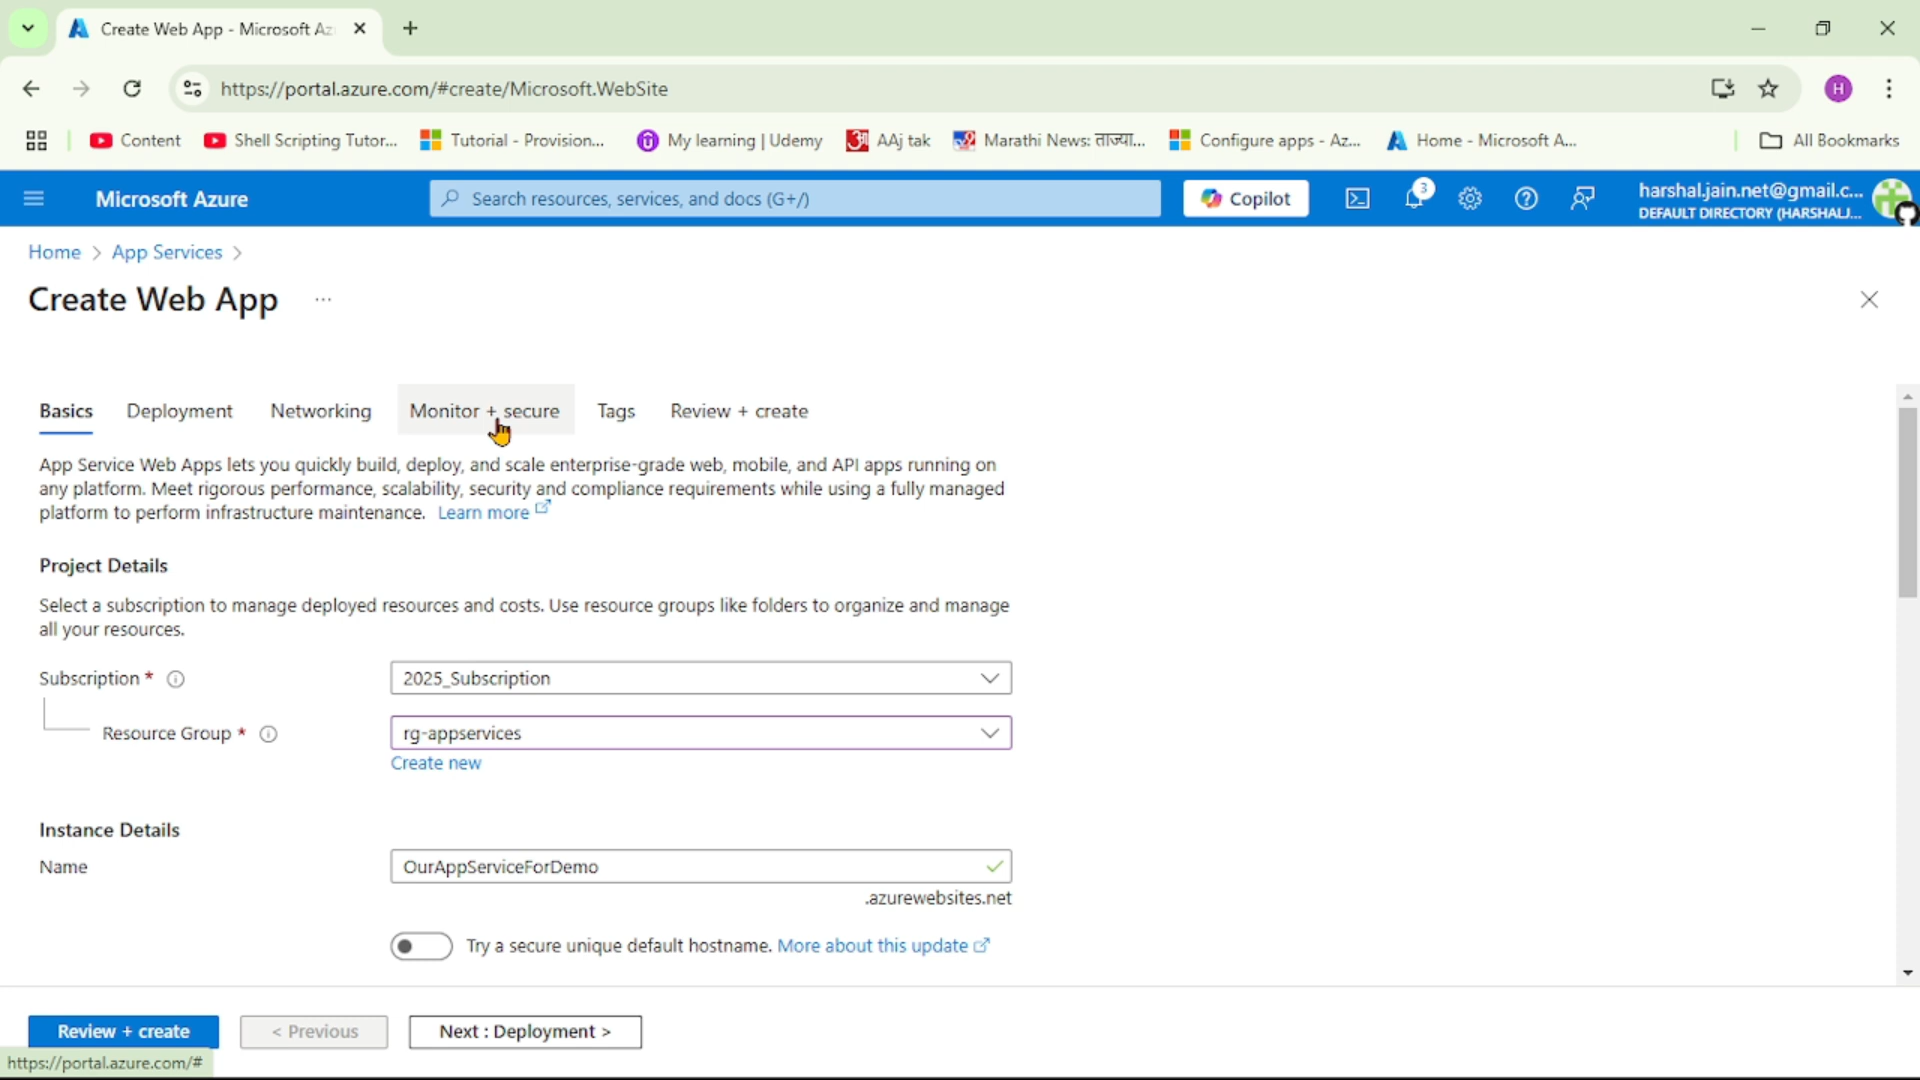 Create Web App - Microsoft Az
https://portal.azure.com/#create/Microsoft.WebSite
H
Content
Shell Scripting Tutor...
Tutorial - Provision...
My learning | Udemy
AAj tak
Marathi News: ताज्या...
Configure apps - Az...
Home - Microsoft A...
All Bookmarks
Microsoft Azure
Search resources, services, and docs (G+/)
Copilot
3
harshal.jain.net@gmail.c...
DEFAULT DIRECTORY (HARSHALJ...
Home > App Services >
Create Web App ...
Basics
Deployment
Networking
Monitor + secure
Tags
Review + create
App Service Web Apps lets you quickly build, deploy, and scale enterprise-grade web, mobile, and API apps running on
any platform. Meet rigorous performance, scalability, security and compliance requirements while using a fully managed
platform to perform infrastructure maintenance. Learn more
Project Details
Select a subscription to manage deployed resources and costs. Use resource groups like folders to organize and manage
all your resources.
Subscription *
2025_Subscription
Resource Group *
rg-appservices
Create new
Instance Details
Name
OurAppServiceForDemo
.azurewebsites.net
Try a secure unique default hostname. More about this update
Review + create
< Previous
Next : Deployment >
https://portal.azure.com/#